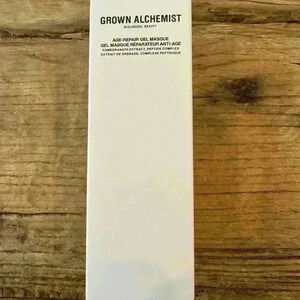 GROWN ALCHEMIST
BIOLOGICAL BEAUTY
AGE-REPAIR GEL MASQUE
GEL MASQUE RÉPARATEUR ANTI-AGE
POMEGRANATE EXTRACT, PEPTIDE COMPLEX
EXTRAIT DE GRENADE, COMPLEXE PEPTIDIQUE